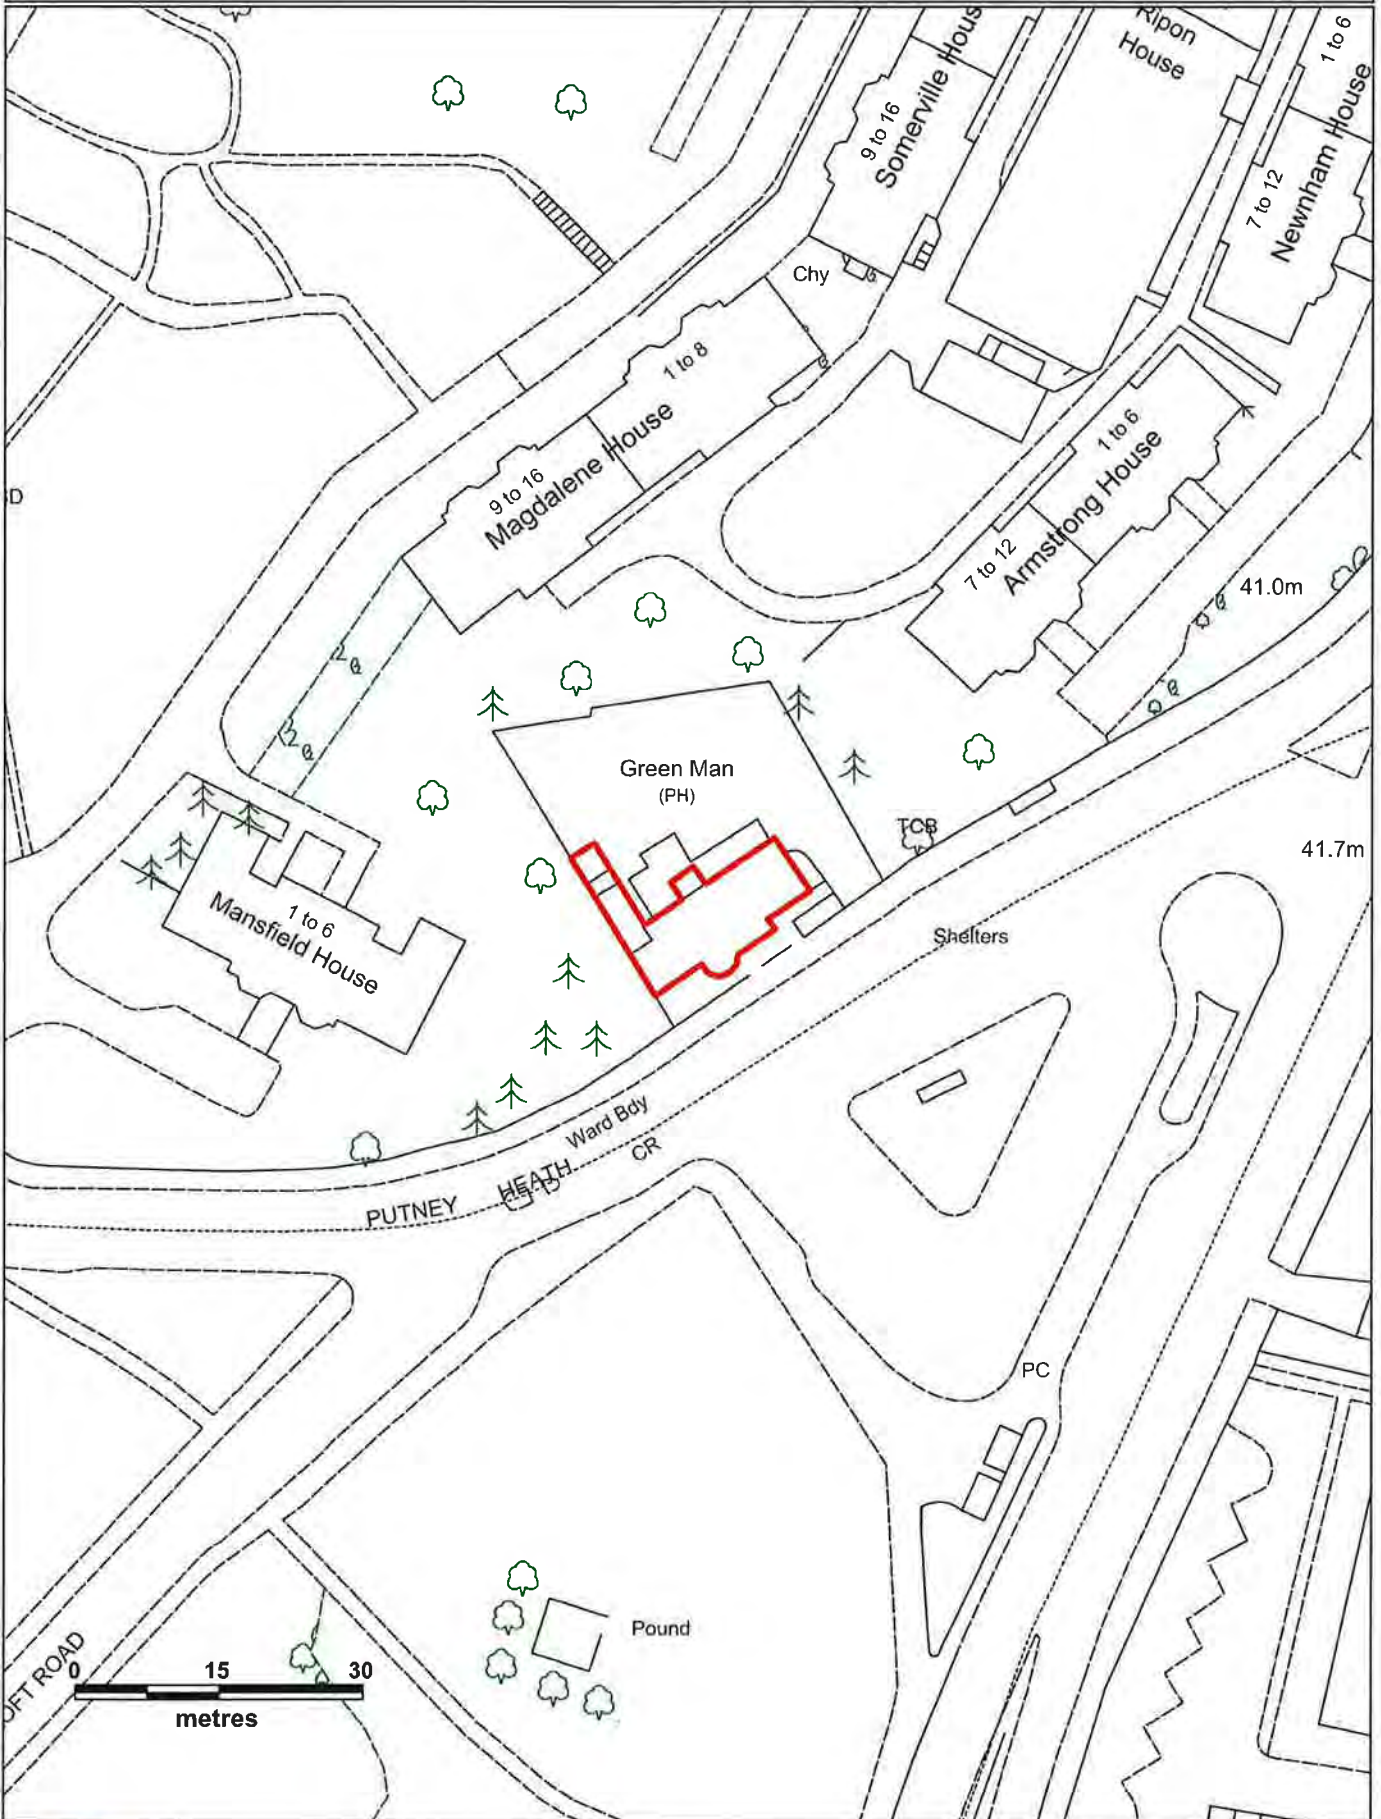 Ripon
House
1 to 6
Newnham House
7 to 12
9 to 16
Somerville Hous
Chy
1 to 8
9 to 16
Magdalene House
1 to 6
Armstrong House
7 to 12
41.0m
Green Man
(PH)
TCB
41.7m
1 to 6
Mansfield House
Shelters
Ward Bdy
CR
PUTNEY HEATH
PC
Pound
OFT ROAD
0 15 30
metres